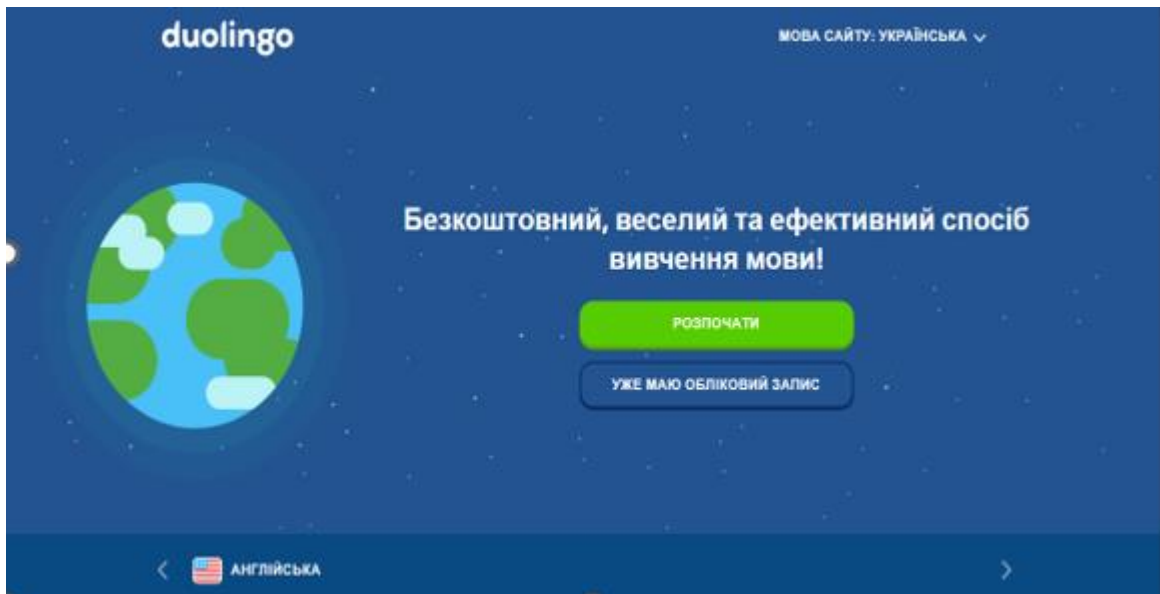 duolingo
МОВА САЙТУ: УКРАЇНСЬКА
Безкоштовний, веселий та ефективний спосіб
вивчення мови!
РОЗПОЧАТИ
УЖЕ МАЮ ОБЛІКОВИЙ ЗАПИС
АНГЛІЙСЬКА